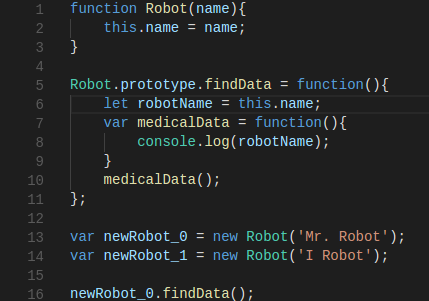 1 function Robot(name){
2     this.name = name;
3 }
4
5 Robot.prototype.findData = function(){
6     let robotName = this.name;
7     var medicalData = function(){
8         console.log(robotName);
9     }
10     medicalData();
11 };
12
13 var newRobot_0 = new Robot('Mr. Robot');
14 var newRobot_1 = new Robot('I Robot');
15
16 newRobot_0.findData();